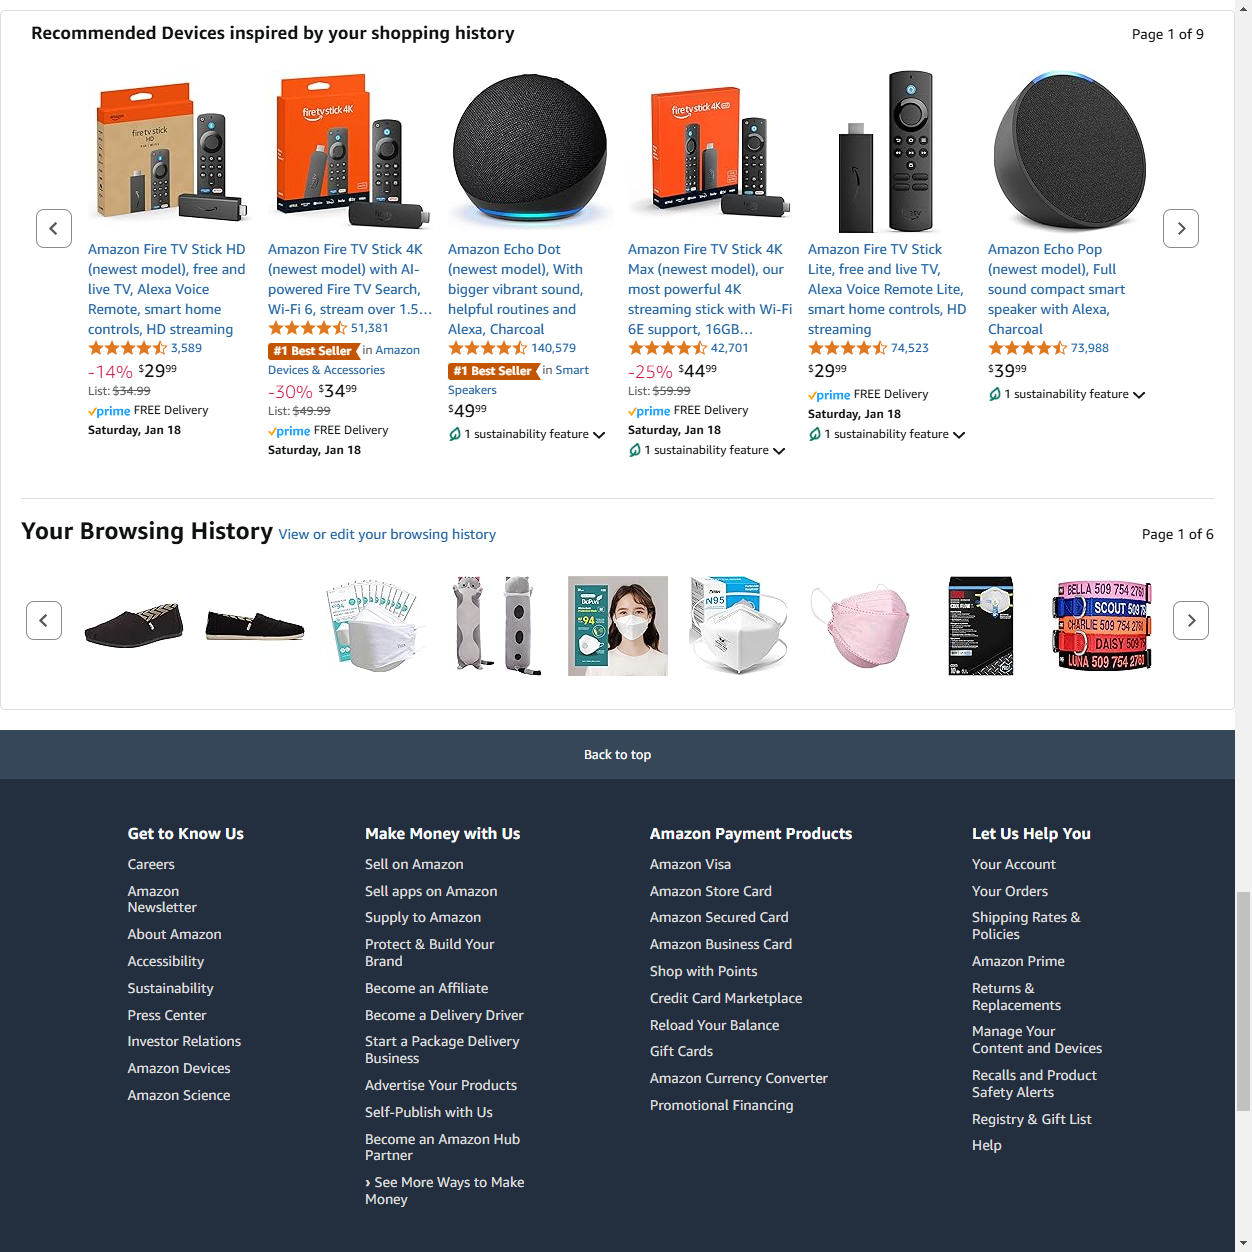 Recommended Devices inspired by your shopping history
Page 1 of 9
Amazon Fire TV Stick HD
(newest model), free and
live TV, Alexa Voice
Remote, smart home
controls, HD streaming
3,589
-14% $2999
List: $34.99
prime FREE Delivery
Saturday, Jan 18
fire tv stick 4K
Amazon Fire TV Stick 4K
(newest model) with AI-
powered Fire TV Search,
Wi-Fi 6, stream over 1.5...
51,381
#1 Best Seller in Amazon
Devices & Accessories
-30% $3499
List: $49.99
prime FREE Delivery
Saturday, Jan 18
Amazon Echo Dot
(newest model), With
bigger vibrant sound,
helpful routines and
Alexa, Charcoal
140,579
#1 Best Seller in Smart
Speakers
$4999
1 sustainability feature
Amazon Fire TV Stick 4K
Max (newest model), our
most powerful 4K
streaming stick with Wi-Fi
6E support, 16GB...
42,701
-25% $4499
List: $59.99
prime FREE Delivery
Saturday, Jan 18
1 sustainability feature
Amazon Fire TV Stick
Lite, free and live TV,
Alexa Voice Remote Lite,
smart home controls, HD
streaming
74,523
$2999
prime FREE Delivery
Saturday, Jan 18
1 sustainability feature
Amazon Echo Pop
(newest model), Full
sound compact smart
speaker with Alexa,
Charcoal
73,988
$3999
1 sustainability feature
Your Browsing History View or edit your browsing history
Page 1 of 6
N95
BELLA 509 754 276
SCOUT 509 7
CHARLIE 509 754 276
DAISY 509 7
LUNA 509 754 276
Back to top
Get to Know Us
Careers
Amazon
Newsletter
About Amazon
Accessibility
Sustainability
Press Center
Investor Relations
Amazon Devices
Amazon Science
Make Money with Us
Sell on Amazon
Sell apps on Amazon
Supply to Amazon
Protect & Build Your
Brand
Become an Affiliate
Become a Delivery Driver
Start a Package Delivery
Business
Advertise Your Products
Self-Publish with Us
Become an Amazon Hub
Partner
› See More Ways to Make
Money
Amazon Payment Products
Amazon Visa
Amazon Store Card
Amazon Secured Card
Amazon Business Card
Shop with Points
Credit Card Marketplace
Reload Your Balance
Gift Cards
Amazon Currency Converter
Promotional Financing
Let Us Help You
Your Account
Your Orders
Shipping Rates &
Policies
Amazon Prime
Returns &
Replacements
Manage Your
Content and Devices
Recalls and Product
Safety Alerts
Registry & Gift List
Help